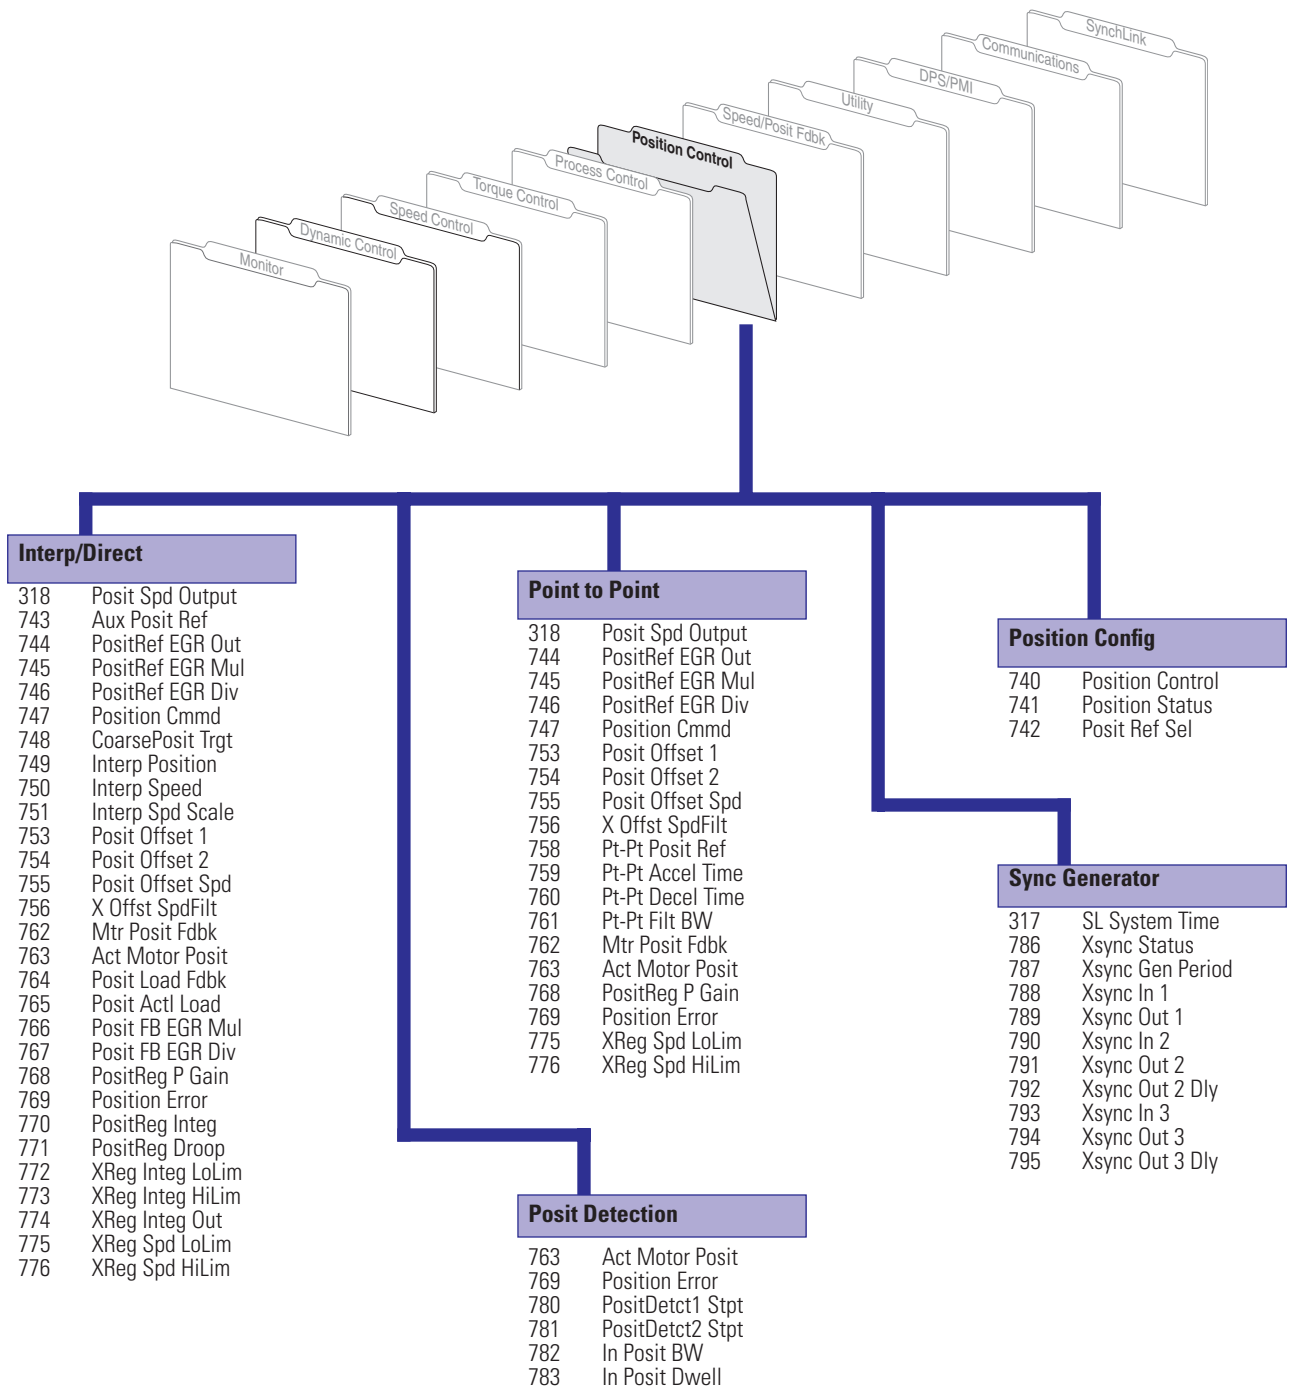 SynchLink
Communications
DPS/PMI
Utility
Speed/Posit Fdbk
Position Control
Process Control
Torque Control
Speed Control
Dynamic Control
Monitor
Interp/Direct
318 Posit Spd Output
743 Aux Posit Ref
744 PositRef EGR Out
745 PositRef EGR Mul
746 PositRef EGR Div
747 Position Cmmd
748 CoarsePosit Trgt
749 Interp Position
750 Interp Speed
751 Interp Spd Scale
753 Posit Offset 1
754 Posit Offset 2
755 Posit Offset Spd
756 X Offst SpdFilt
762 Mtr Posit Fdbk
763 Act Motor Posit
764 Posit Load Fdbk
765 Posit Actl Load
766 Posit FB EGR Mul
767 Posit FB EGR Div
768 PositReg P Gain
769 Position Error
770 PositReg Integ
771 PositReg Droop
772 XReg Integ LoLim
773 XReg Integ HiLim
774 XReg Integ Out
775 XReg Spd LoLim
776 XReg Spd HiLim
Point to Point
318 Posit Spd Output
744 PositRef EGR Out
745 PositRef EGR Mul
746 PositRef EGR Div
747 Position Cmmd
753 Posit Offset 1
754 Posit Offset 2
755 Posit Offset Spd
756 X Offst SpdFilt
758 Pt-Pt Posit Ref
759 Pt-Pt Accel Time
760 Pt-Pt Decel Time
761 Pt-Pt Filt BW
762 Mtr Posit Fdbk
763 Act Motor Posit
768 PositReg P Gain
769 Position Error
775 XReg Spd LoLim
776 XReg Spd HiLim
Posit Detection
763 Act Motor Posit
769 Position Error
780 PositDetct1 Stpt
781 PositDetct2 Stpt
782 In Posit BW
783 In Posit Dwell
Position Config
740 Position Control
741 Position Status
742 Posit Ref Sel
Sync Generator
317 SL System Time
786 Xsync Status
787 Xsync Gen Period
788 Xsync In 1
789 Xsync Out 1
790 Xsync In 2
791 Xsync Out 2
792 Xsync Out 2 Dly
793 Xsync In 3
794 Xsync Out 3
795 Xsync Out 3 Dly